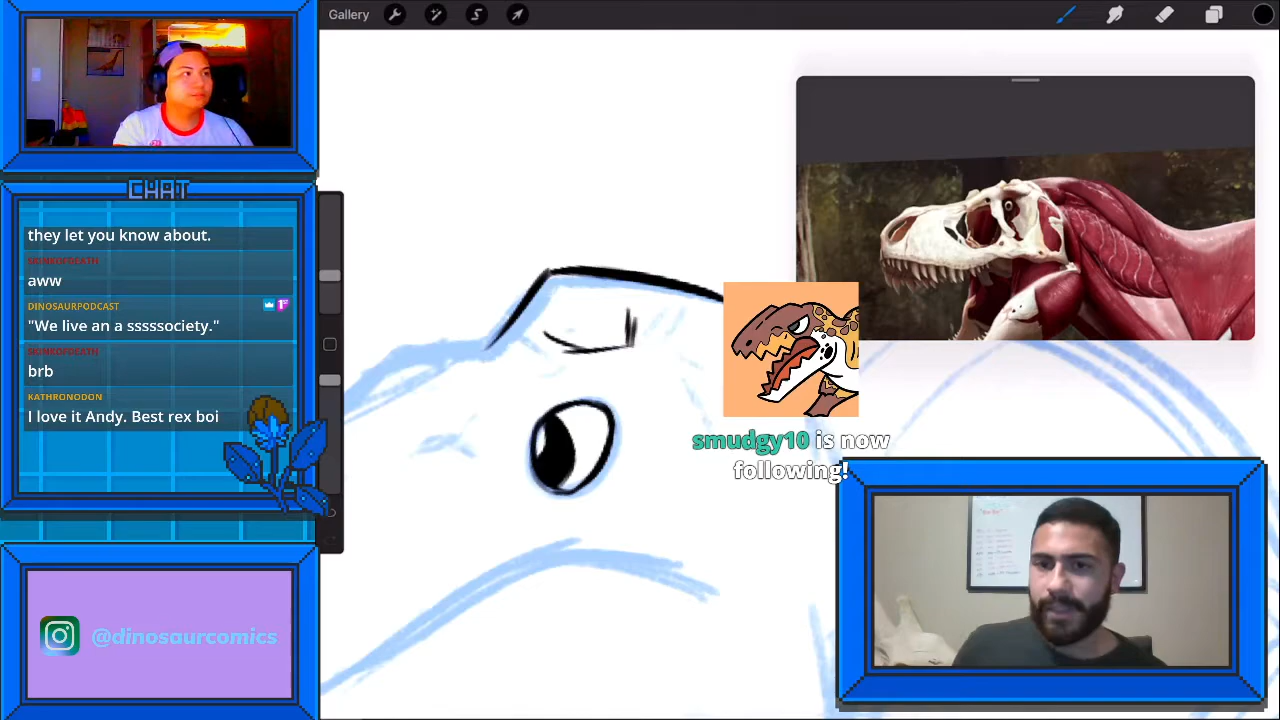 Gallery
CHAT
they let you know about.
aww
DINOSAURPODCAST
"We live an a sssssociety."
brb
KATHRONODON
I love it Andy. Best rex boi
smudgy10 is now
following!
@dinosaurcomics